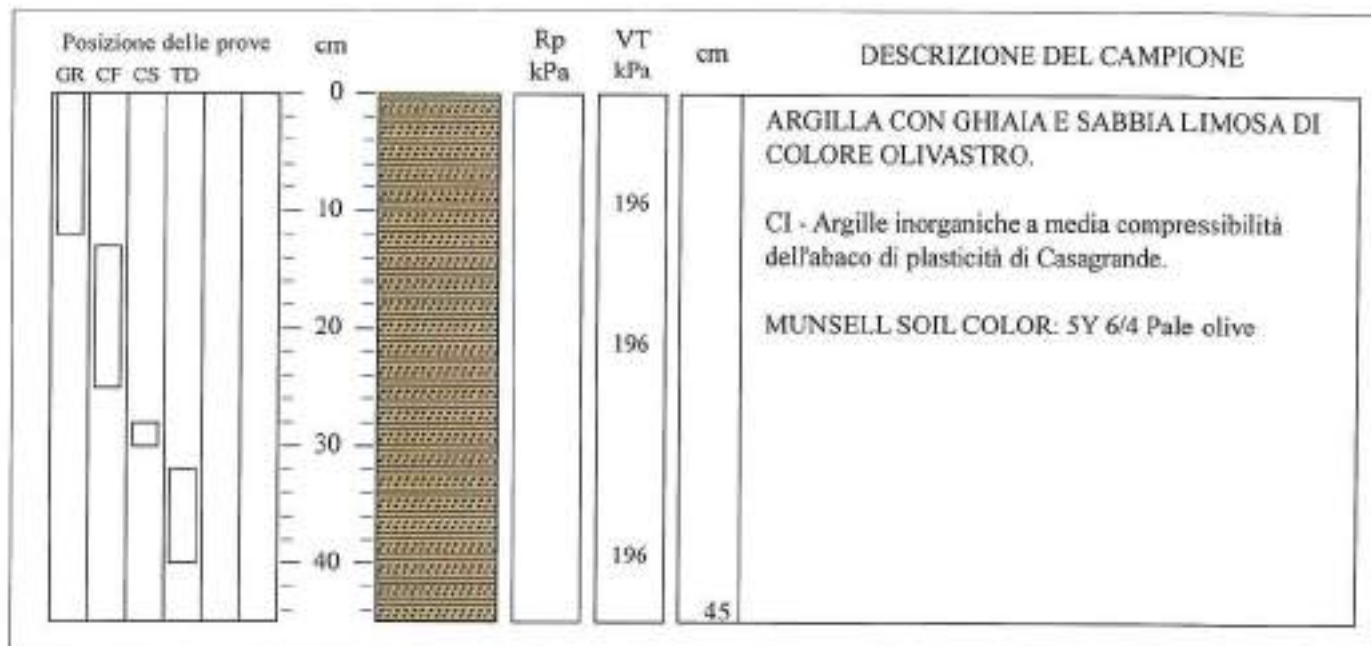 Posizione delle prove
GR CF CS TD
cm
Rp
kPa
VT
kPa
cm
DESCRIZIONE DEL CAMPIONE
0
10
20
30
40
196
196
196
45
ARGILLA CON GHIAIA E SABBIA LIMOSA DI
COLORE OLIVASTRO.
CI - Argille inorganiche a media compressibilità
dell'abaco di plasticità di Casagrande.
MUNSELL SOIL COLOR: 5Y 6/4 Pale olive